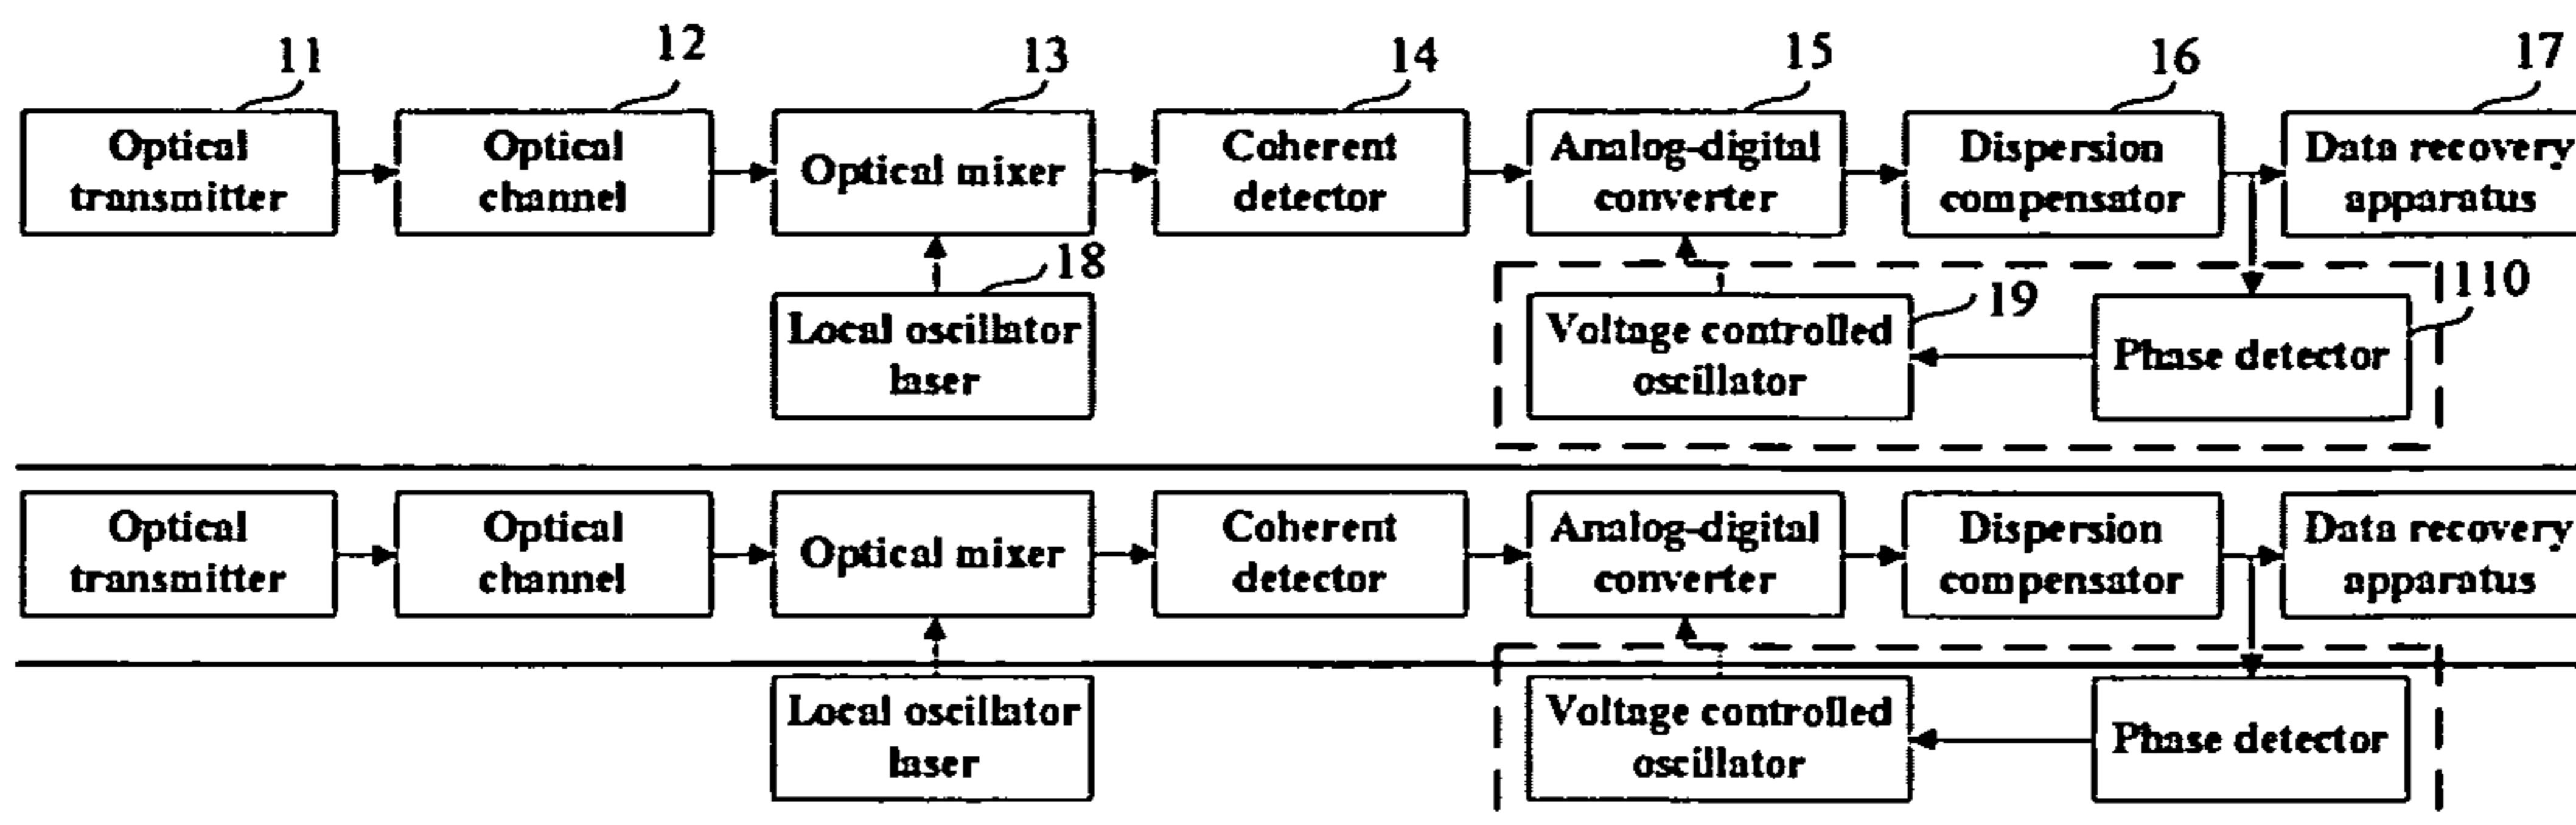 11
12
13
14
15
16
17
Optical transmitter
Optical channel
Optical mixer
Coherent detector
Analog-digital converter
Dispersion compensator
Data recovery apparatus
18
19
110
Local oscillator laser
Voltage controlled oscillator
Phase detector
Optical transmitter
Optical channel
Optical mixer
Coherent detector
Analog-digital converter
Dispersion compensator
Data recovery apparatus
Local oscillator laser
Voltage controlled oscillator
Phase detector